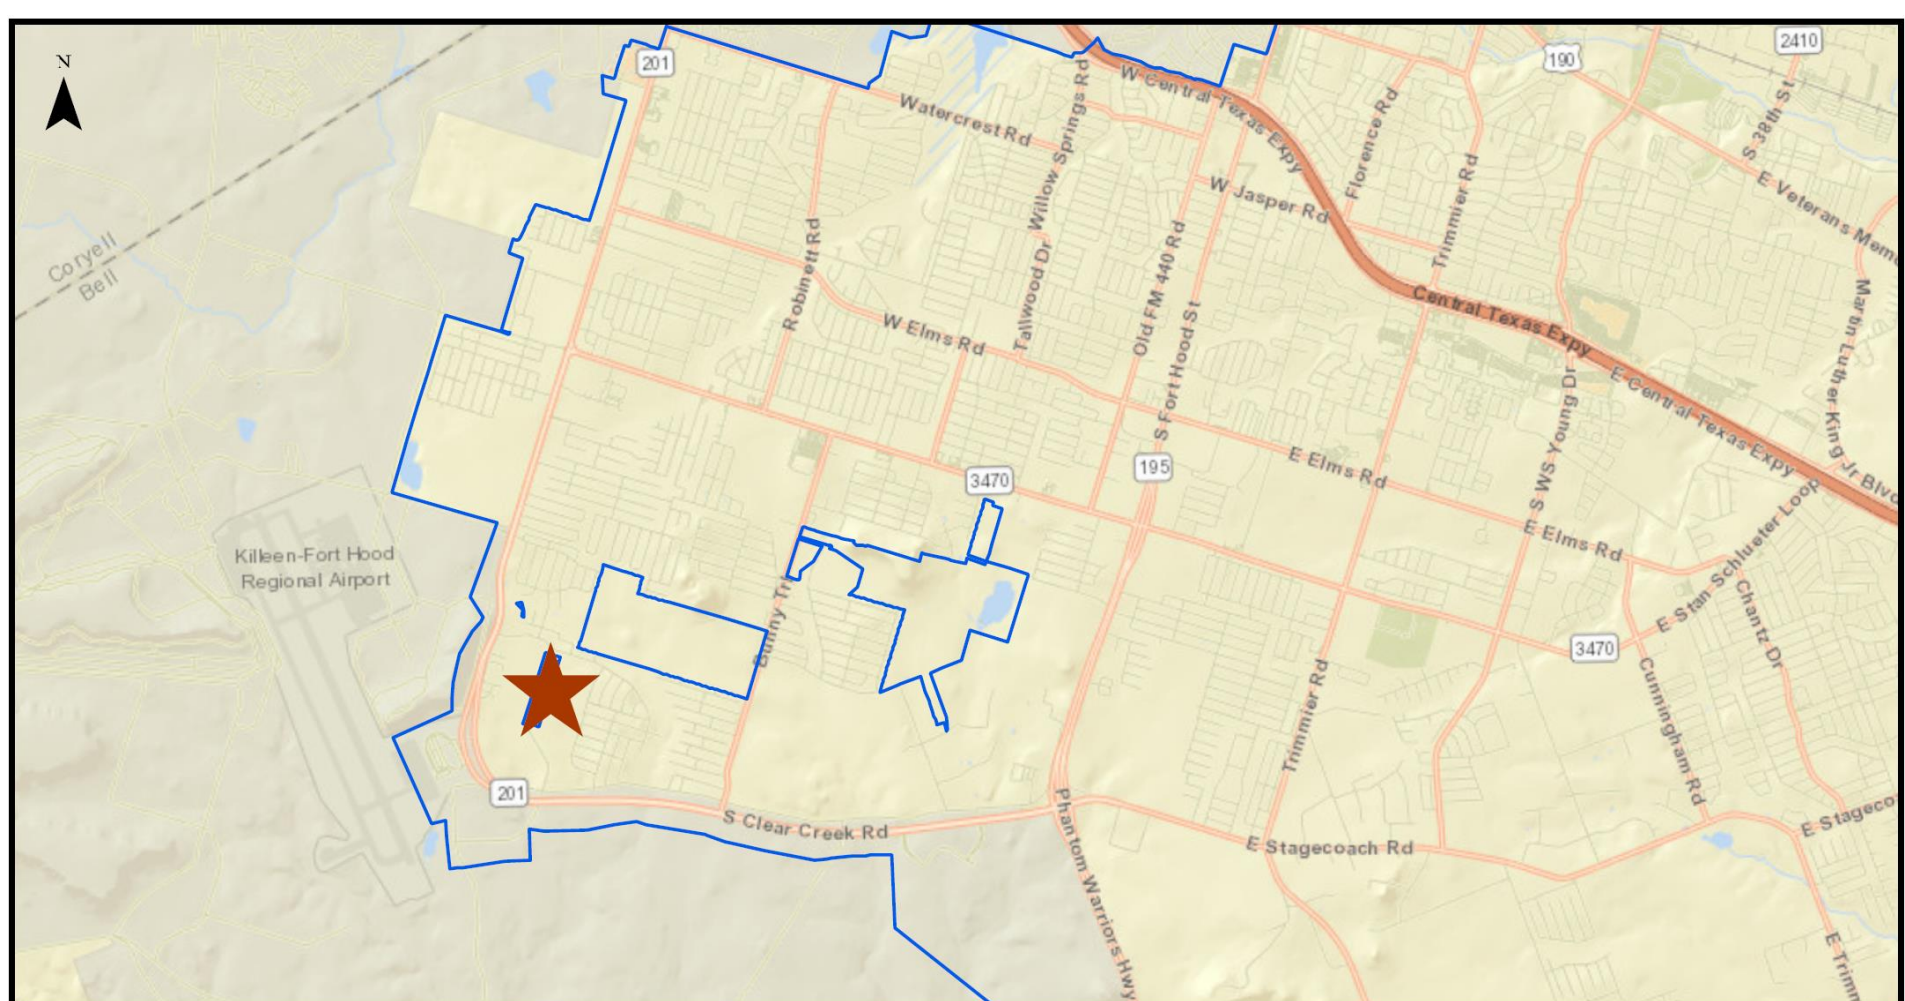 N
201
190
2410
W Central Texas Expy
Watercrest Rd
Willow Springs Rd
Florence Rd
S 38th St
Trimmier Rd
E Veterans Memo
W Jasper Rd
Coryell
Bell
Robinett Rd
Tallwood Dr
Old FM 440 Rd
S Fort Hood St
W Elms Rd
Central Texas Expy
Martin Luther King Jr Blvd
E Central Texas Expy
S WS Young Dr
3470
195
E Elms Rd
E Elms Rd
E Stan Schlueter Loop
Killeen-Fort Hood
Regional Airport
Bunny Trl
Chantz Dr
3470
Trimmier Rd
Cunningham Rd
201
S Clear Creek Rd
Phantom Warriors Hwy
E Stagecoach Rd
E Stageco
E Trimm